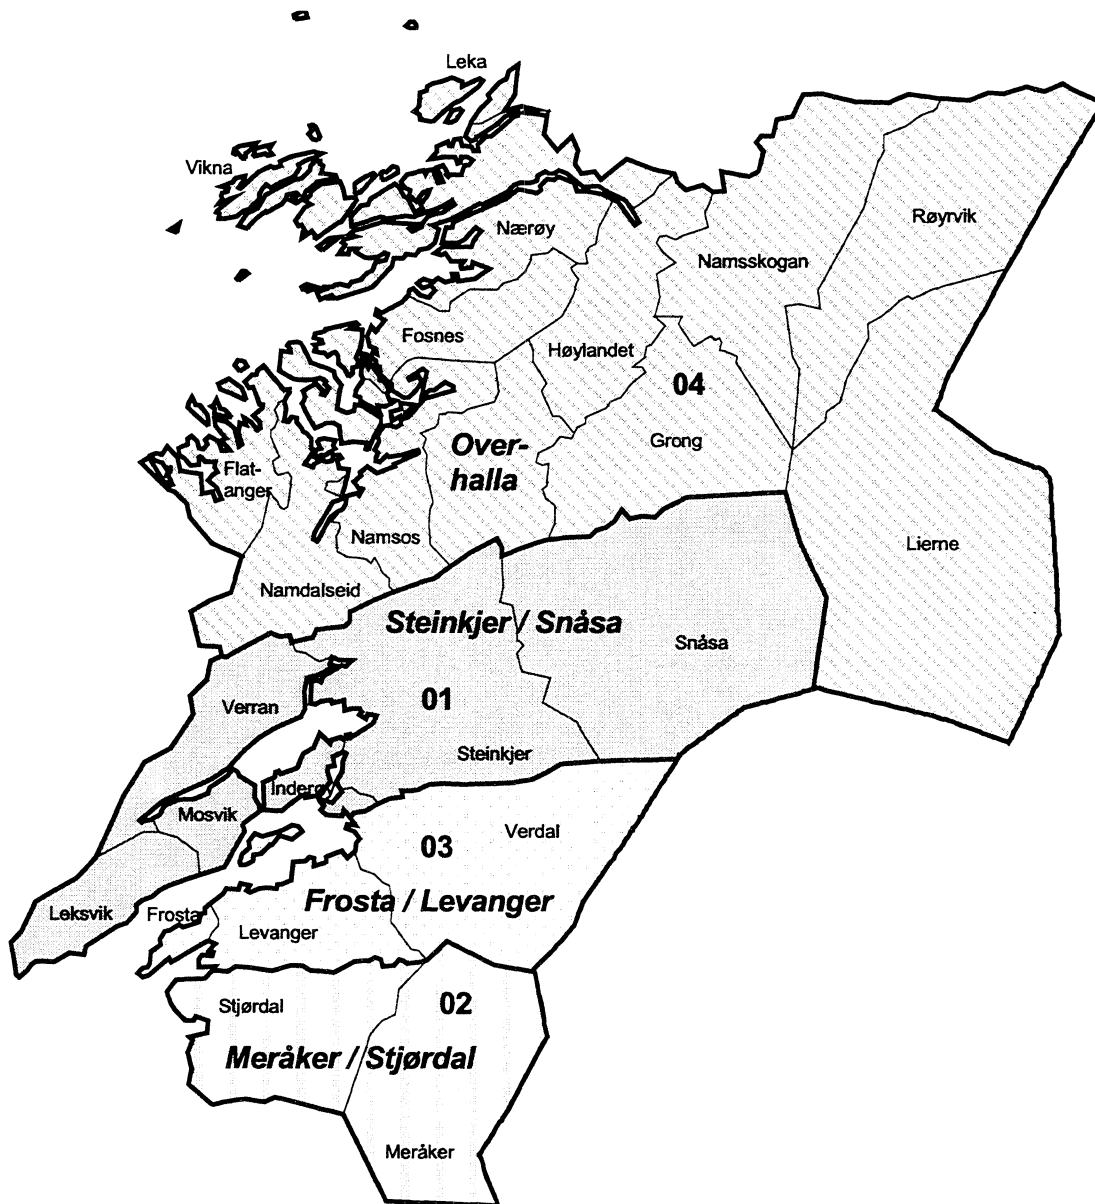 Leka
Vikna
Nærøy
Røyrvik
Namsskogan
Fosnes
Høylandet
04
Over-
halla
Grong
Flat-
anger
Namsos
Lierne
Namdalseid
Steinkjer / Snåsa
Snåsa
Verran
01
Steinkjer
Inderøy
Mosvik
Verdal
03
Frosta / Levanger
Leksvik
Frosta
Levanger
Stjørdal
02
Meråker / Stjørdal
Meråker